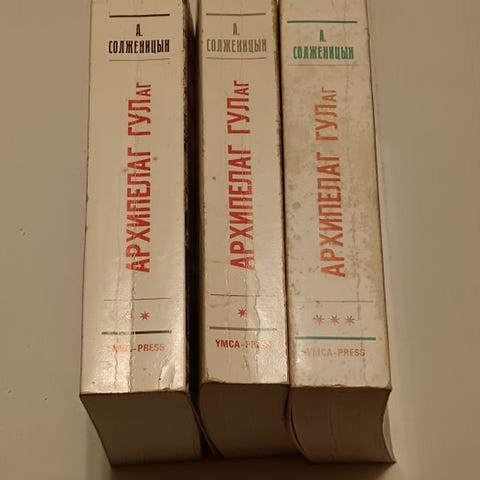 А.
СОЛЖЕНИЦЫН
АРХИПЕЛАГ ГУЛаг
* *
YMCA-PRESS
А.
СОЛЖЕНИЦЫН
АРХИПЕЛАГ ГУЛаг
*
YMCA-PRESS
А.
СОЛЖЕНИЦЫН
АРХИПЕЛАГ ГУЛаг
* * *
YMCA-PRESS